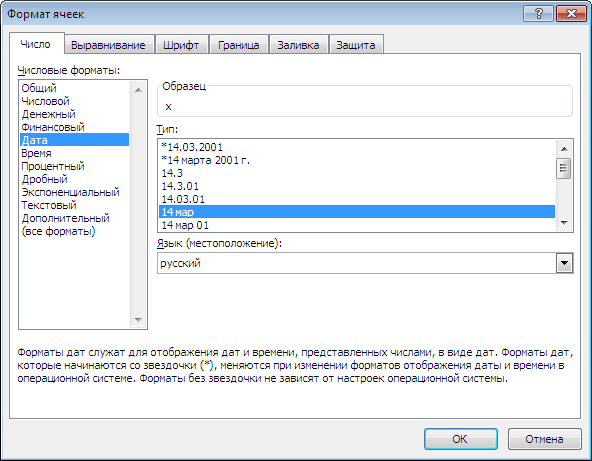 Формат ячеек
Число Выравнивание Шрифт Граница Заливка Защита
Числовые форматы:
Общий
Числовой
Денежный
Финансовый
Дата
Время
Процентный
Дробный
Экспоненциальный
Текстовый
Дополнительный
(все форматы)
Образец
x
Тип:
*14.03.2001
*14 марта 2001 г.
14.3
14.3.01
14.03.01
14 мар
14 мар 01
Язык (местоположение):
русский
Форматы дат служат для отображения дат и времени, представленных числами, в виде дат. Форматы дат,
которые начинаются со звездочки (*), меняются при изменении форматов отображения даты и времени в
операционной системе. Форматы без звездочки не зависят от настроек операционной системы.
ОК Отмена